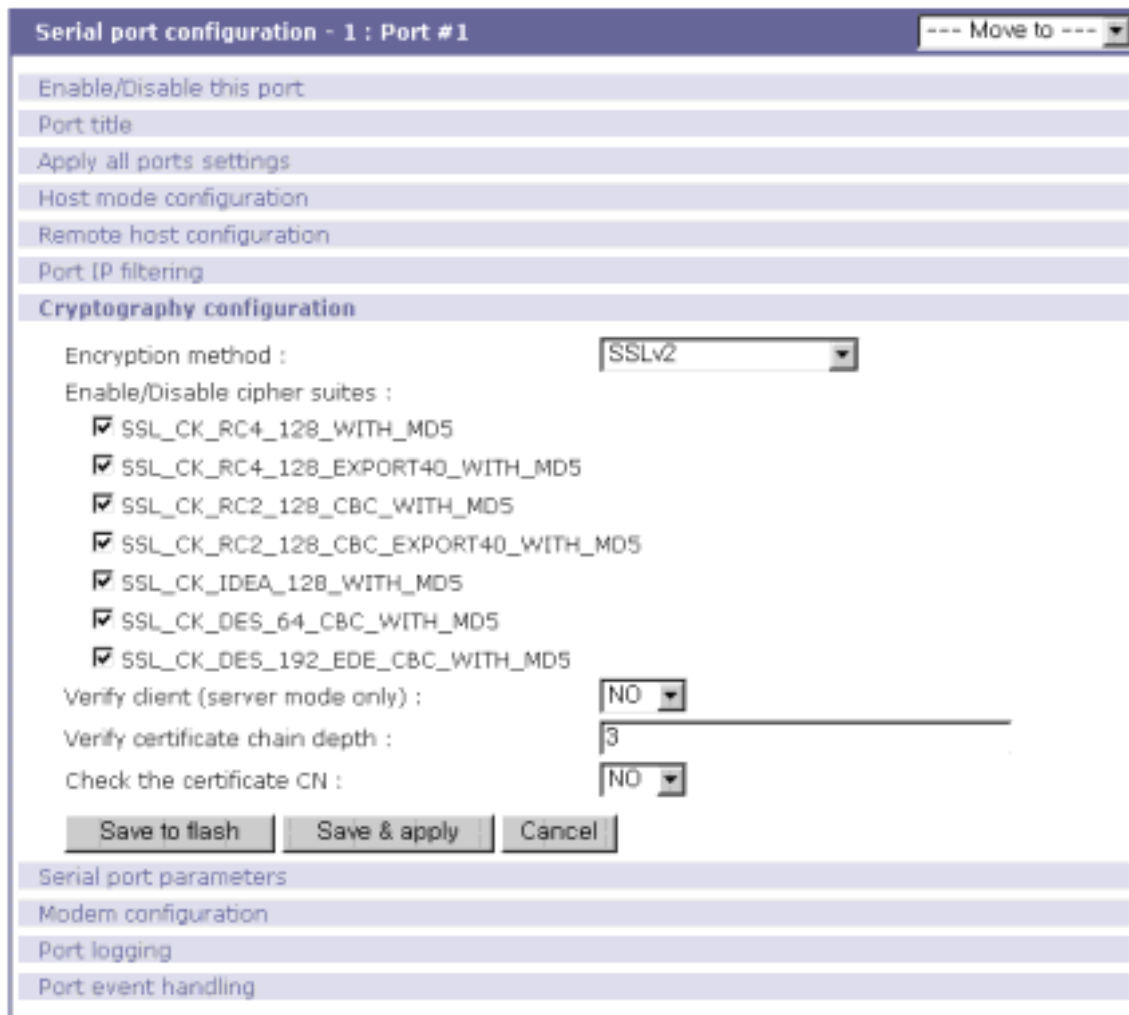 Serial port configuration - 1 : Port #1
--- Move to ---
Enable/Disable this port
Port title
Apply all ports settings
Host mode configuration
Remote host configuration
Port IP filtering
Cryptography configuration
Encryption method : SSLv2
Enable/Disable cipher suites :
SSL_CK_RC4_128_WITH_MD5
SSL_CK_RC4_128_EXPORT40_WITH_MD5
SSL_CK_RC2_128_CBC_WITH_MD5
SSL_CK_RC2_128_CBC_EXPORT40_WITH_MD5
SSL_CK_IDEA_128_WITH_MD5
SSL_CK_DES_64_CBC_WITH_MD5
SSL_CK_DES_192_EDE_CBC_WITH_MD5
Verify client (server mode only) : NO
Verify certificate chain depth : 3
Check the certificate CN : NO
Save to flash Save & apply Cancel
Serial port parameters
Modem configuration
Port logging
Port event handling